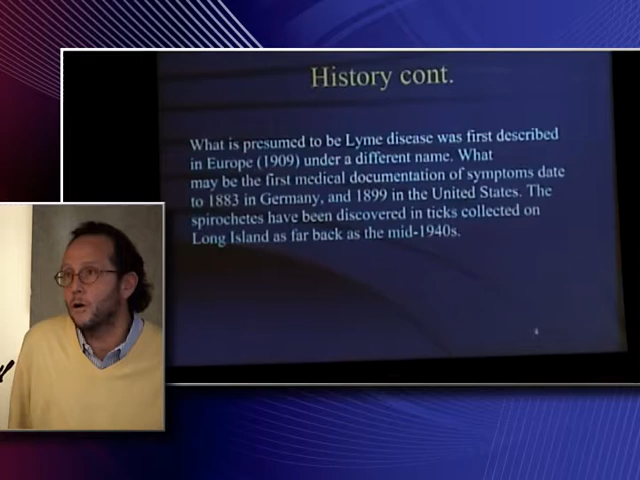 History cont.
What is presumed to be Lyme disease was first described
in Europe (1909) under a different name. What
may be the first medical documentation of symptoms date
to 1883 in Germany, and 1899 in the United States. The
spirochetes have been discovered in ticks collected on
Long Island as far back as the mid-1940s.